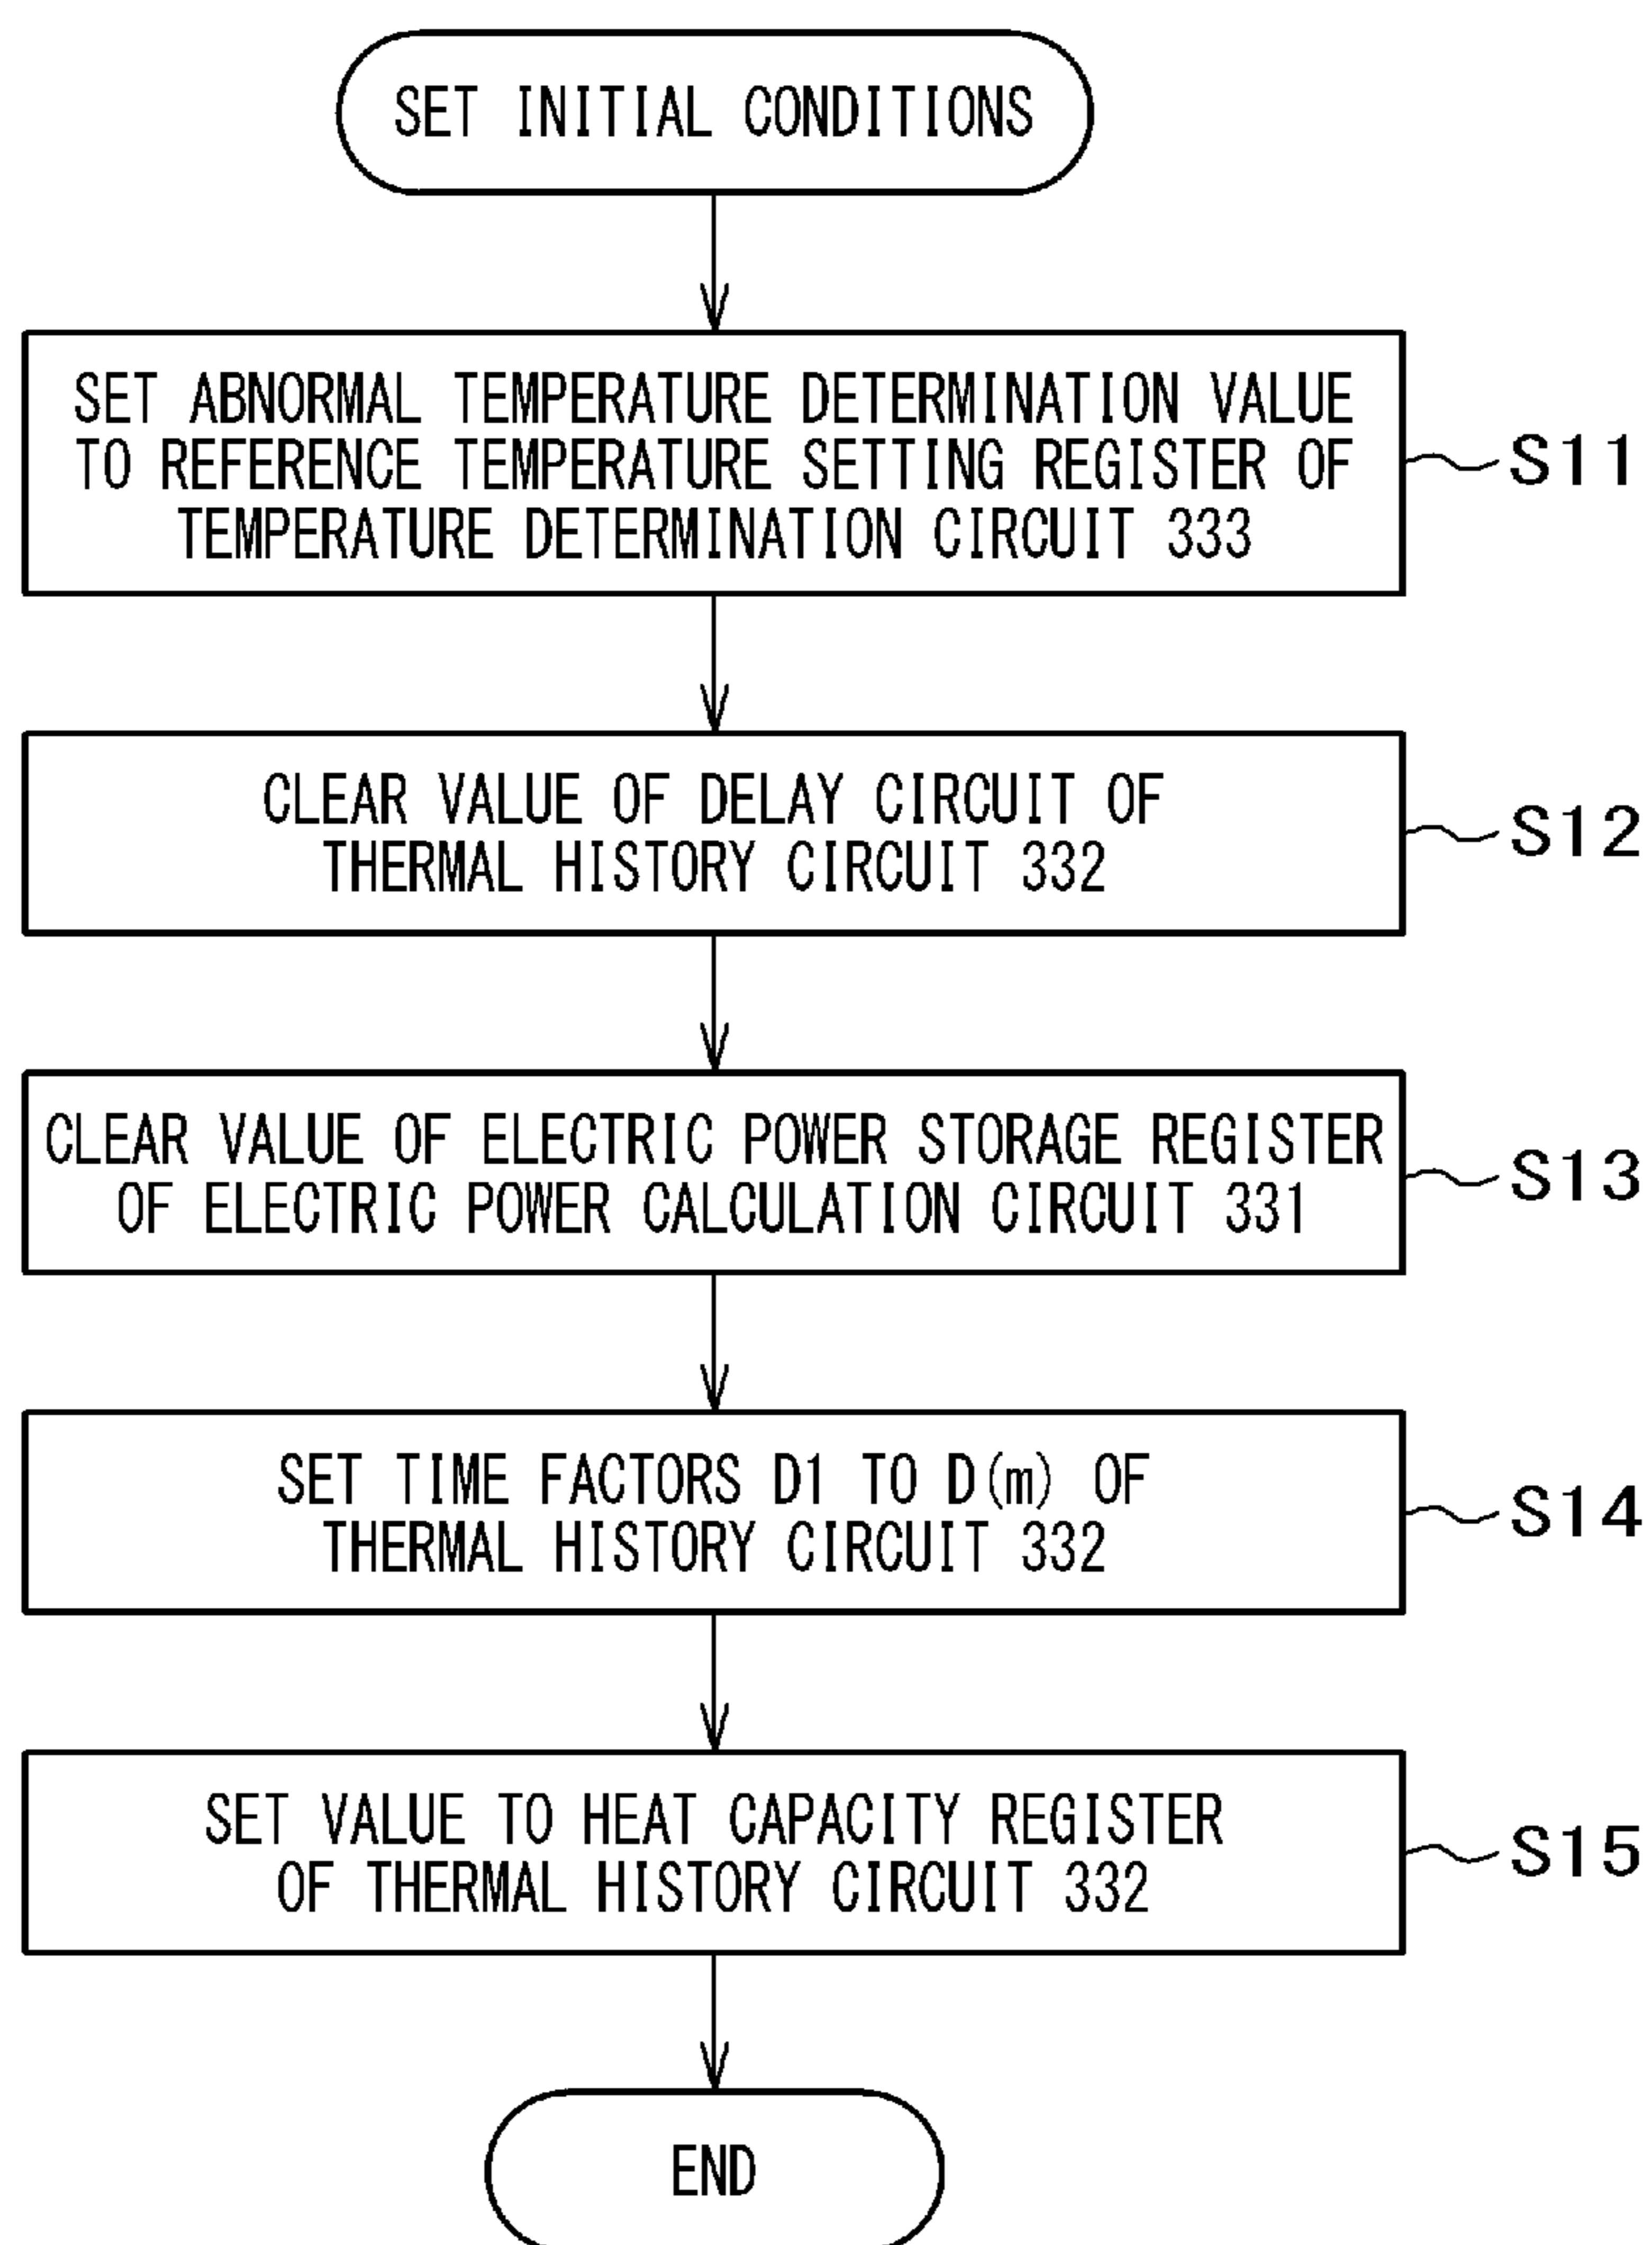 SET INITIAL CONDITIONS
SET ABNORMAL TEMPERATURE DETERMINATION VALUE
TO REFERENCE TEMPERATURE SETTING REGISTER OF
TEMPERATURE DETERMINATION CIRCUIT 333
S11
CLEAR VALUE OF DELAY CIRCUIT OF
THERMAL HISTORY CIRCUIT 332
S12
CLEAR VALUE OF ELECTRIC POWER STORAGE REGISTER
OF ELECTRIC POWER CALCULATION CIRCUIT 331
S13
SET TIME FACTORS D1 TO D(m) OF
THERMAL HISTORY CIRCUIT 332
S14
SET VALUE TO HEAT CAPACITY REGISTER
OF THERMAL HISTORY CIRCUIT 332
S15
END